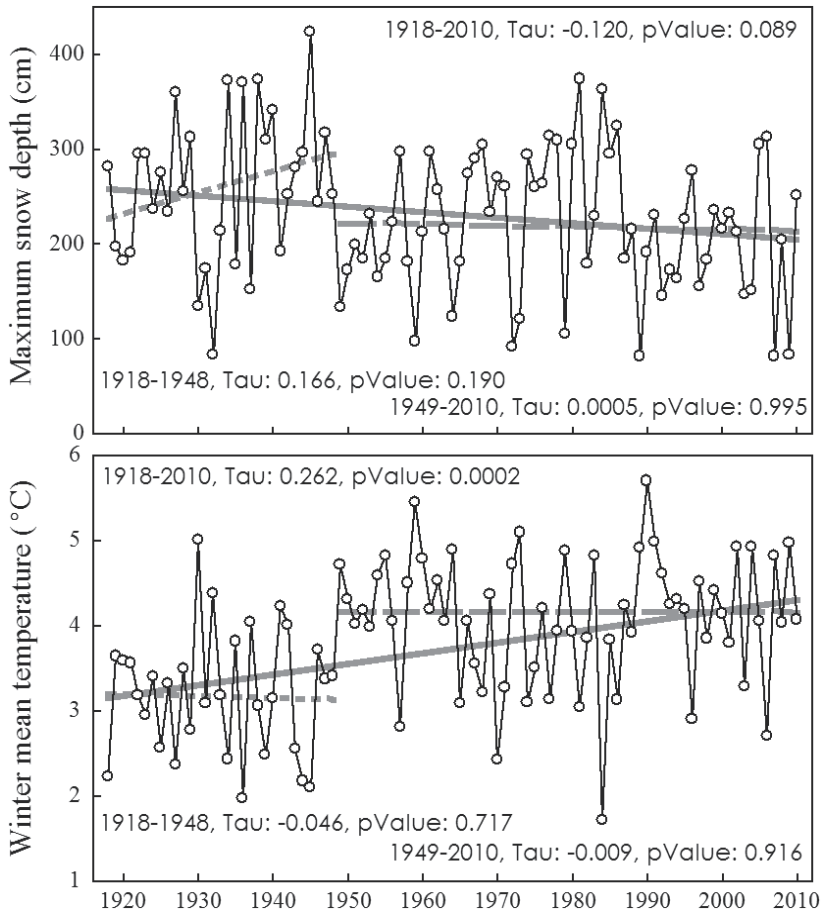 1918-2010, Tau: -0.120, pValue: 0.089
Maximum snow depth (cm)
400
300
200
100
0
1918-1948, Tau: 0.166, pValue: 0.190
1949-2010, Tau: 0.0005, pValue: 0.995
1918-2010, Tau: 0.262, pValue: 0.0002
Winter mean temperature (°C)
6
5
4
3
2
1
1918-1948, Tau: -0.046, pValue: 0.717
1949-2010, Tau: -0.009, pValue: 0.916
1920 1930 1940 1950 1960 1970 1980 1990 2000 2010